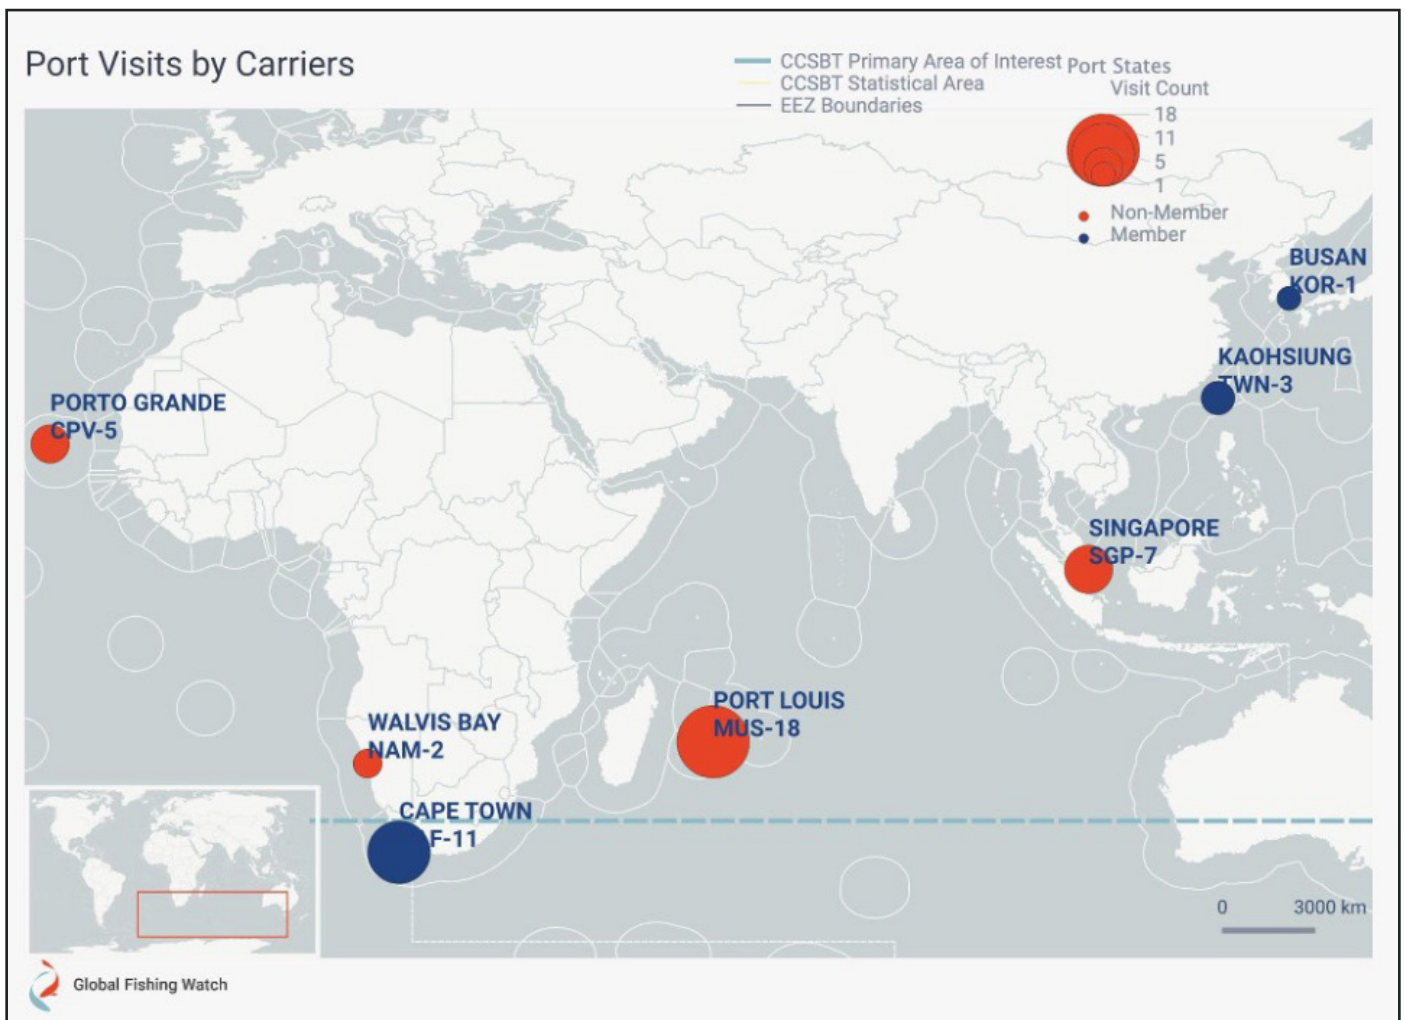 Port Visits by Carriers
CCSBT Primary Area of Interest
CCSBT Statistical Area
EEZ Boundaries
Port States
Visit Count
18
11
5
1
Non-Member
Member
BUSAN
KOR-1
KAOHSIUNG
TWN-3
PORTO GRANDE
CPV-5
SINGAPORE
SGP-7
PORT LOUIS
MUS-18
WALVIS BAY
NAM-2
CAPE TOWN
F-11
0 3000 km
Global Fishing Watch